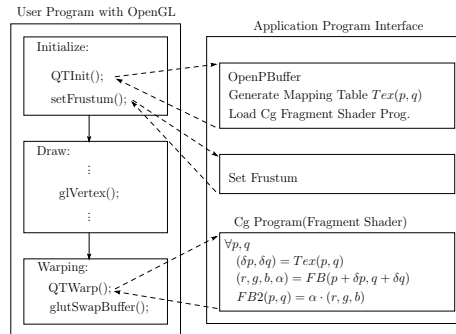 User Program with OpenGL
Initialize:
QTInit();
setFrustum();
Draw:
⋮
glVertex();
⋮
Warping:
QTWarp();
glutSwapBuffer();
Application Program Interface
OpenPBuffer
Generate Mapping Table Tex(p, q)
Load Cg Fragment Shader Prog.
Set Frustum
Cg Program(Fragment Shader)
∀p, q
(δp, δq) = Tex(p, q)
(r, g, b, α) = FB(p + δp, q + δq)
FB2(p, q) = α · (r, g, b)